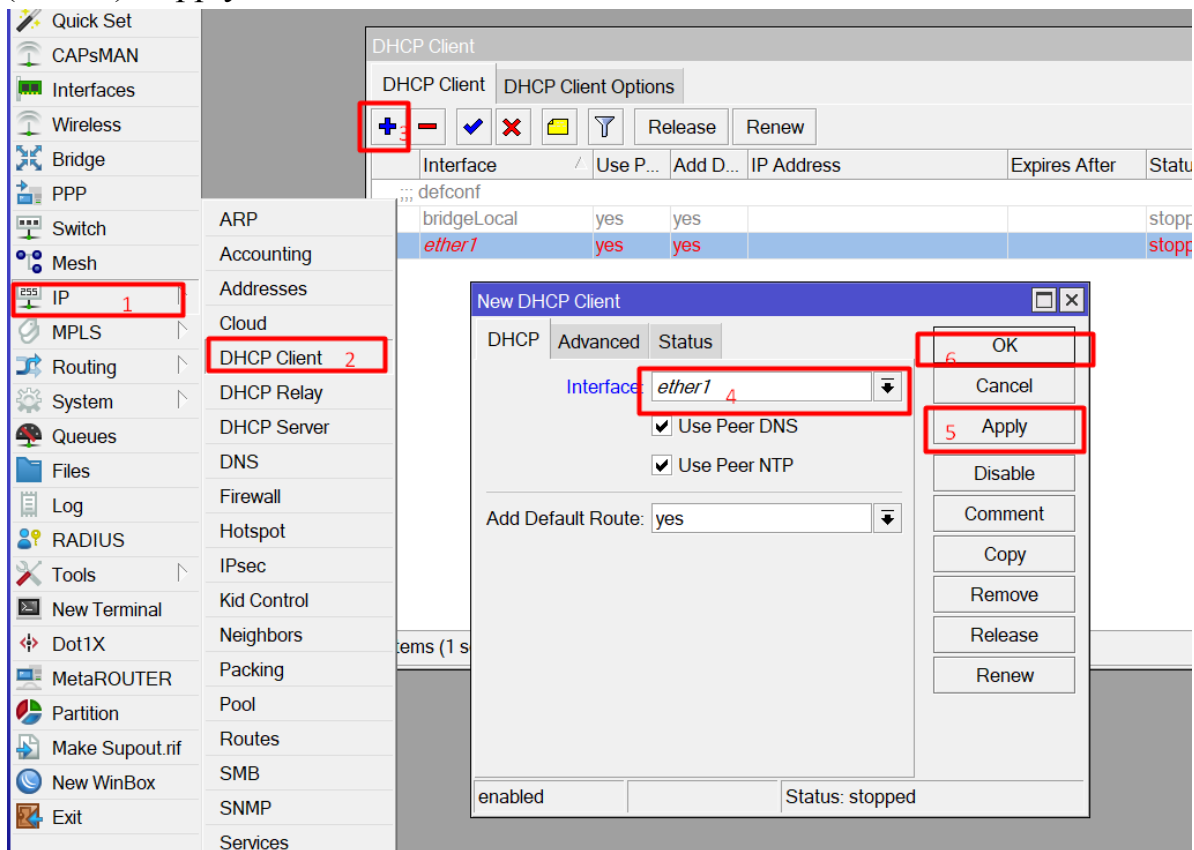 Quick Set
CAPsMAN
Interfaces
Wireless
Bridge
PPP
Switch
Mesh
IP 1
MPLS
Routing
System
Queues
Files
Log
RADIUS
Tools
New Terminal
Dot1X
MetaROUTER
Partition
Make Supout.rif
New WinBox
Exit
ARP
Accounting
Addresses
Cloud
DHCP Client 2
DHCP Relay
DHCP Server
DNS
Firewall
Hotspot
IPsec
Kid Control
Neighbors
Packing
Pool
Routes
SMB
SNMP
Services
DHCP Client
DHCP Client DHCP Client Options
3 Release Renew
Interface Use P... Add D... IP Address Expires After Statu
;;; defconf
bridgeLocal yes yes stopp
ether1 yes yes stopp
New DHCP Client
DHCP Advanced Status
Interface: ether1 4
Use Peer DNS
Use Peer NTP
Add Default Route: yes
6 OK
Cancel
5 Apply
Disable
Comment
Copy
Remove
Release
Renew
enabled Status: stopped